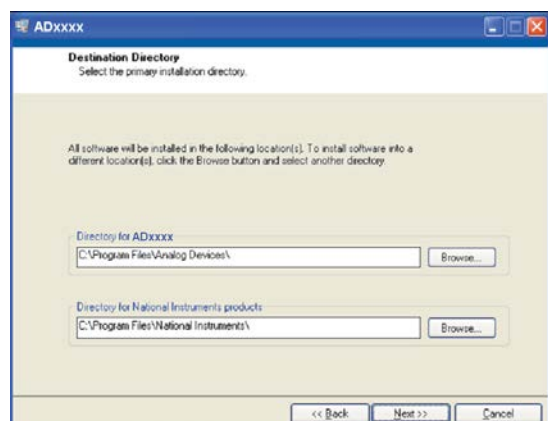 ADxxxx
Destination Directory
Select the primary installation directory.
All software will be installed in the following location(s). To install software into a
different location(s), click the Browse button and select another directory.
Directory for ADxxxx
C:\Program Files\Analog Devices\
Browse...
Directory for National Instruments products
C:\Program Files\National Instruments\
Browse...
<< Back
Next >>
Cancel